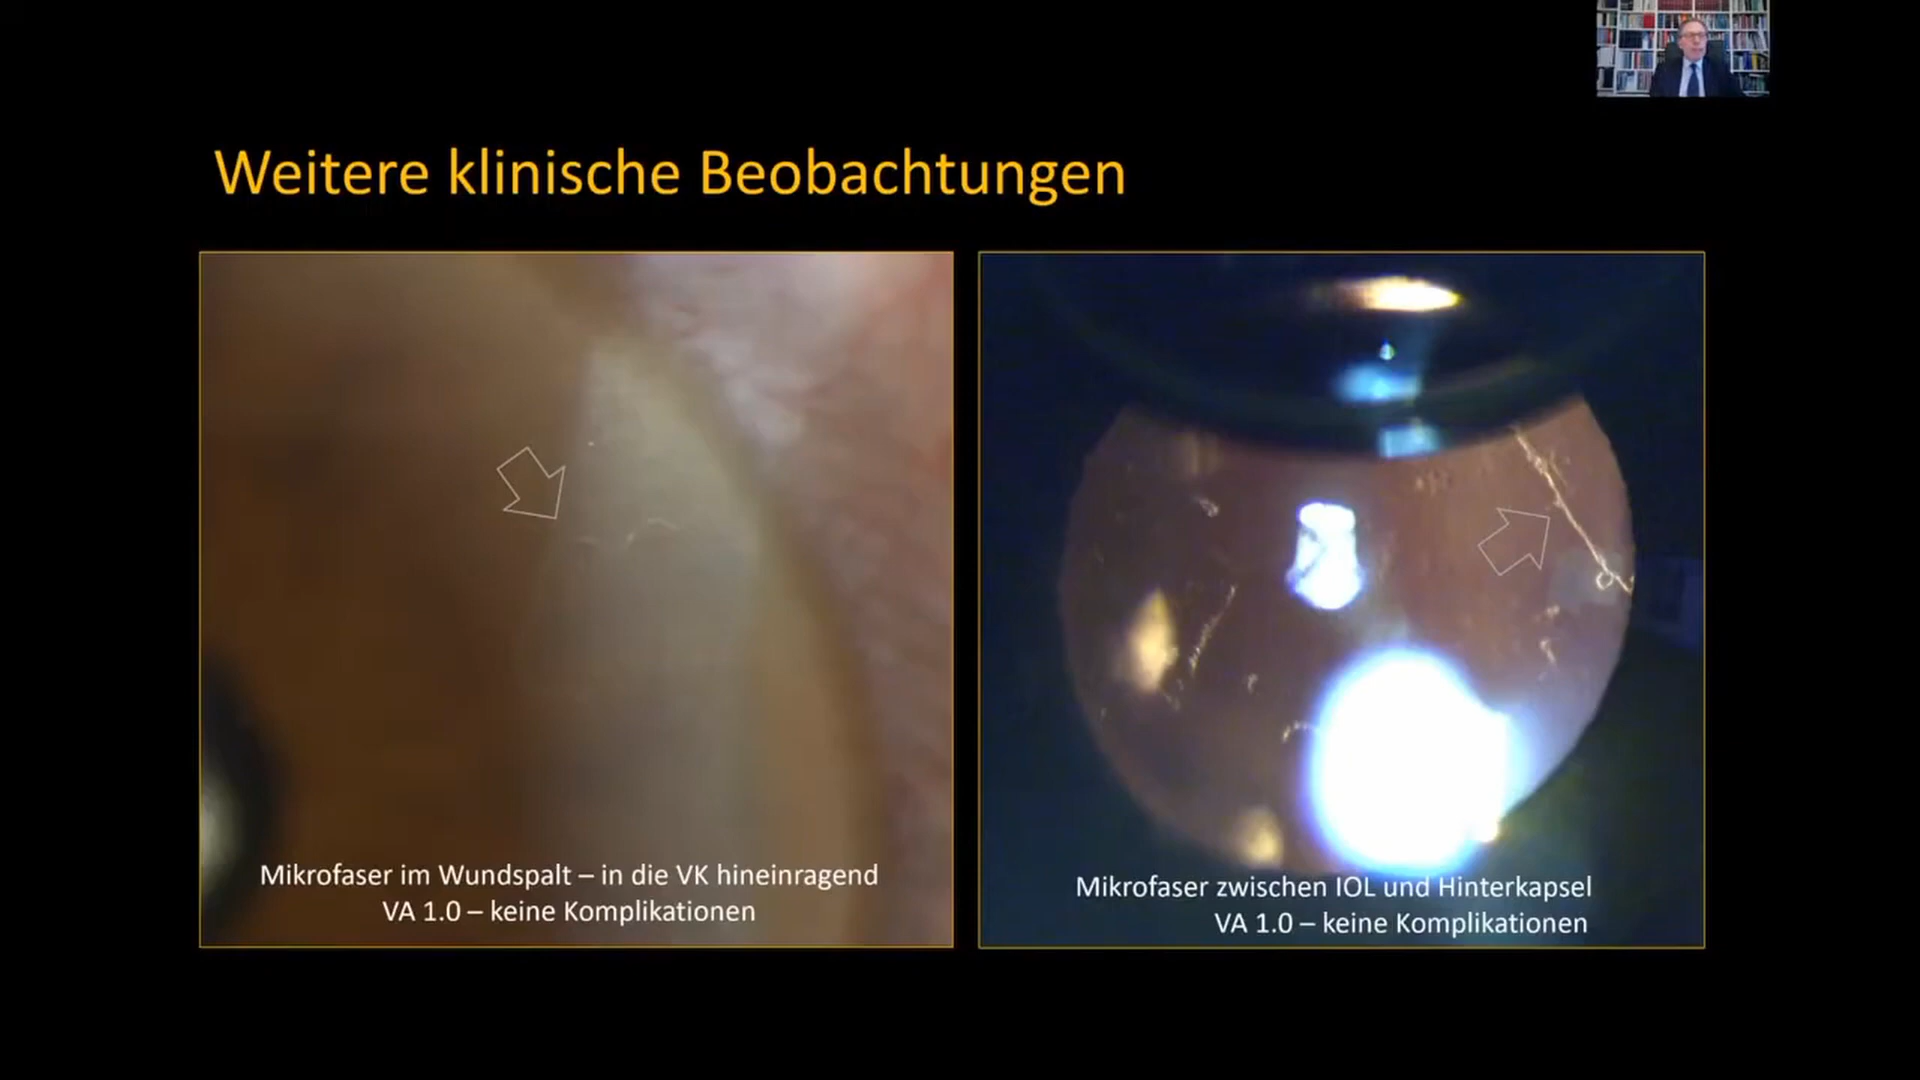 Weitere klinische Beobachtungen
Mikrofaser im Wundspalt – in die VK hineinragend
VA 1.0 – keine Komplikationen
Mikrofaser zwischen IOL und Hinterkapsel
VA 1.0 – keine Komplikationen